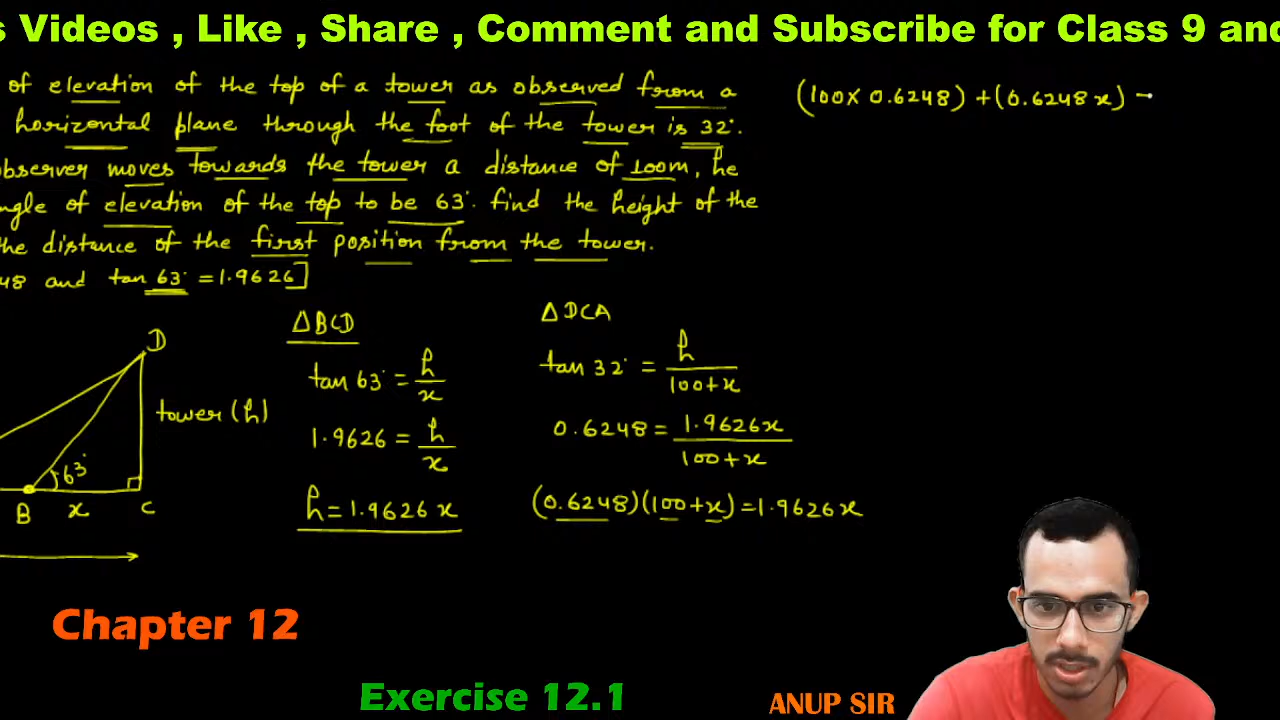 s Videos , Like , Share , Comment and Subscribe for Class 9 and
of elevation of the top of a tower as observed from a
horizontal plane through the foot of the tower is 32°.
observer moves towards the tower a distance of 100m, he
ngle of elevation of the top to be 63°. find the height of the
the distance of the first position from the tower.
48 and tan 63° = 1.9626]
(100 × 0.6248) + (0.6248 x) -
D
tower (h)
63°
B x C
△BCD
tan 63° = h/x
1.9626 = h/x
h = 1.9626 x
△DCA
tan 32° = h/100+x
0.6248 = 1.9626x/100+x
(0.6248)(100+x) = 1.9626x
Chapter 12
Exercise 12.1
ANUP SIR